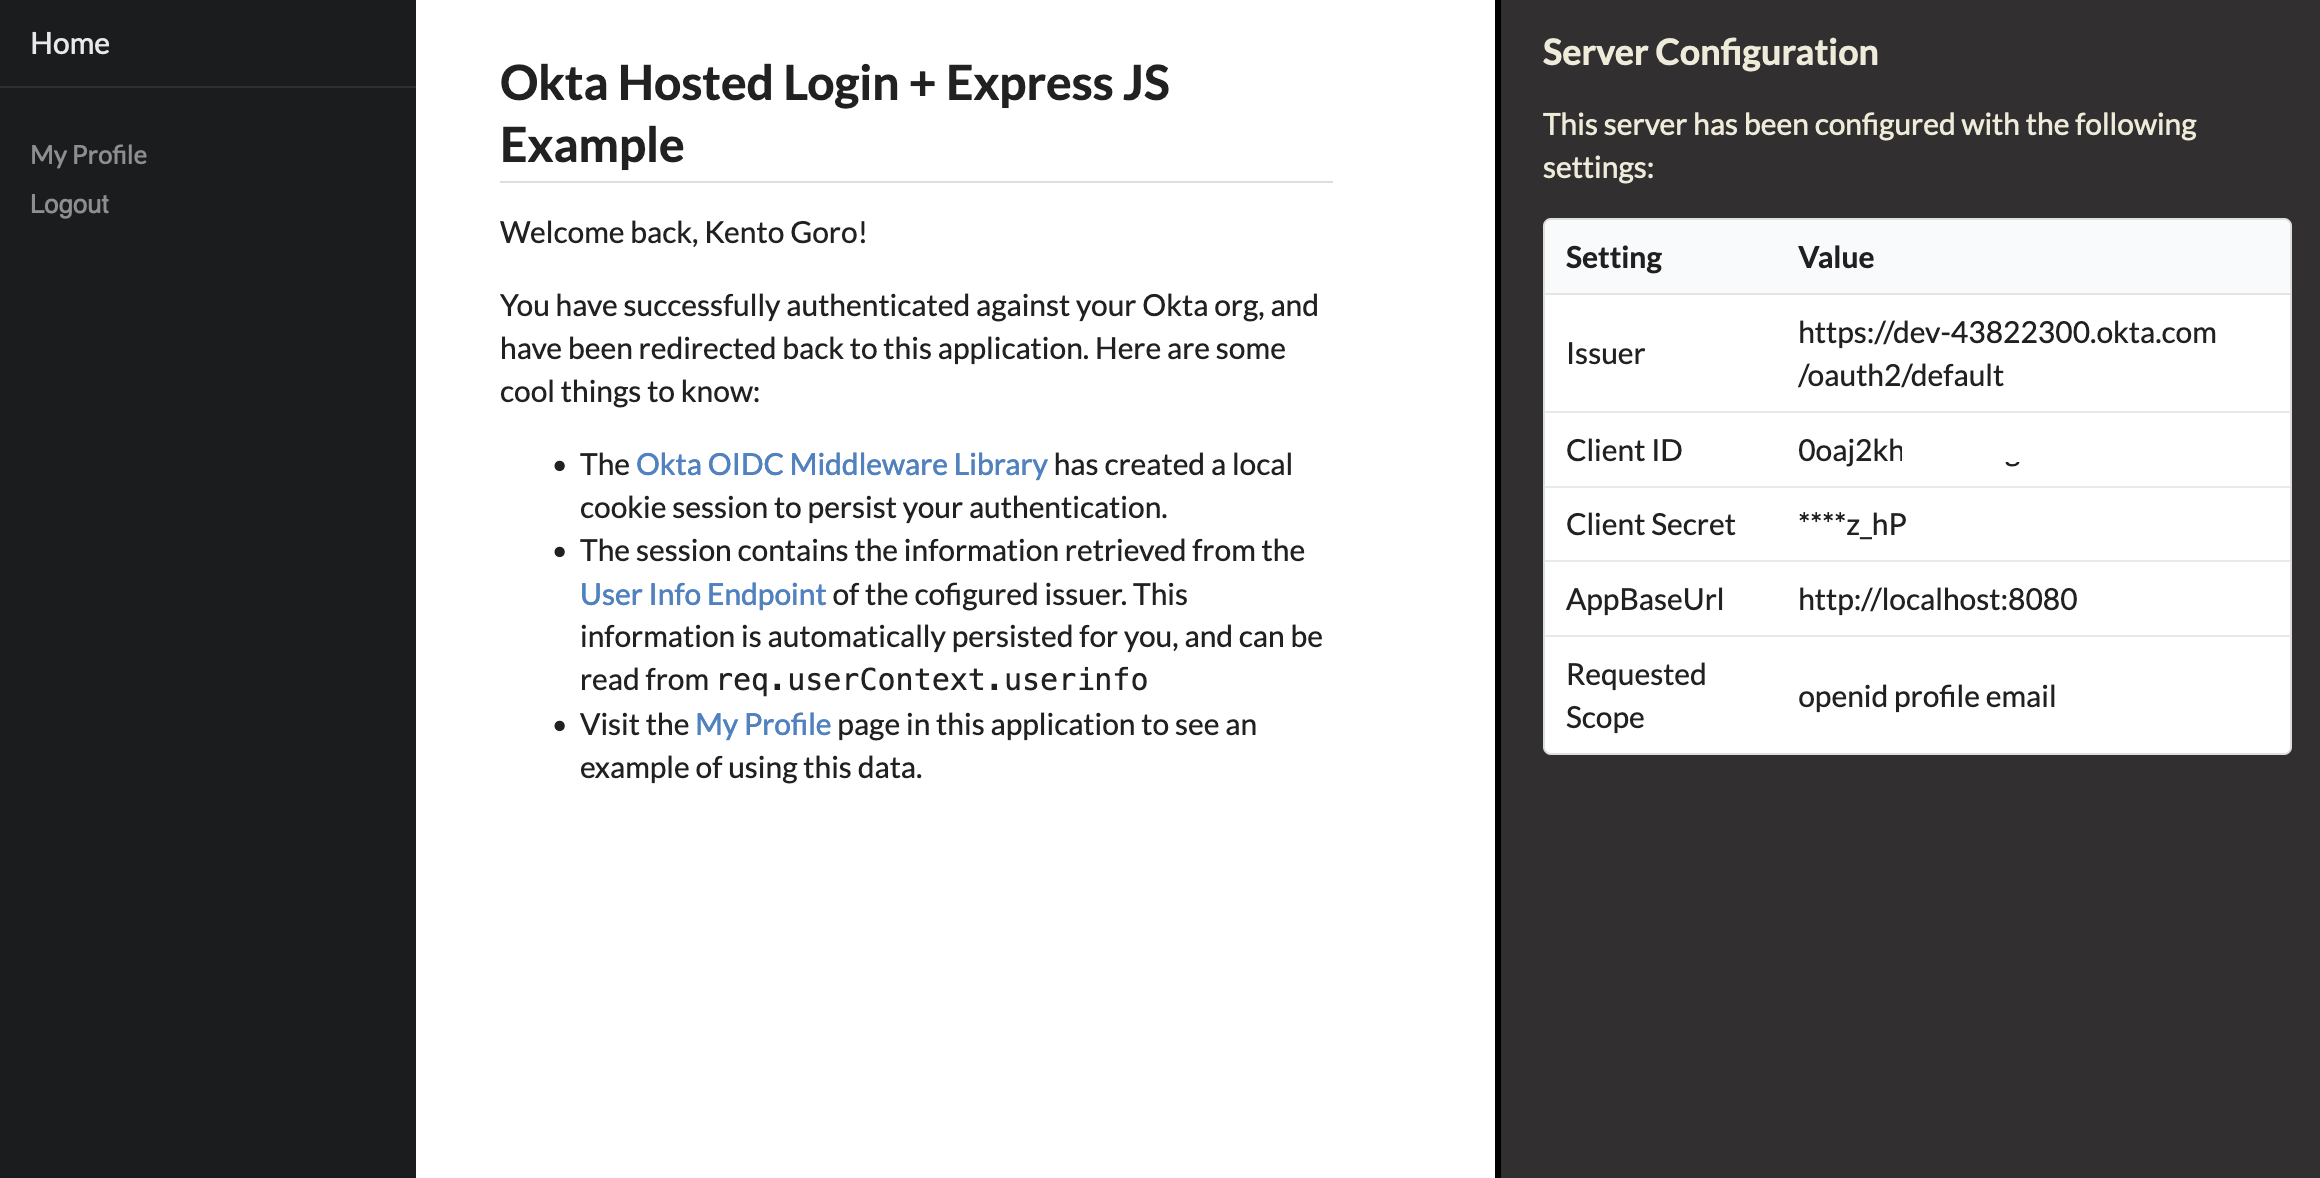 Home
My Profile
Logout
Okta Hosted Login + Express JS
Example
Welcome back, Kento Goro!
You have successfully authenticated against your Okta org, and
have been redirected back to this application. Here are some
cool things to know:
• The Okta OIDC Middleware Library has created a local
cookie session to persist your authentication.
• The session contains the information retrieved from the
User Info Endpoint of the cofigured issuer. This
information is automatically persisted for you, and can be
read from req.userContext.userinfo
• Visit the My Profile page in this application to see an
example of using this data.
Server Configuration
This server has been configured with the following
settings:
Setting Value
Issuer https://dev-43822300.okta.com
/oauth2/default
Client ID 0oaj2kh
Client Secret ****z_hP
AppBaseUrl http://localhost:8080
Requested
Scope openid profile email